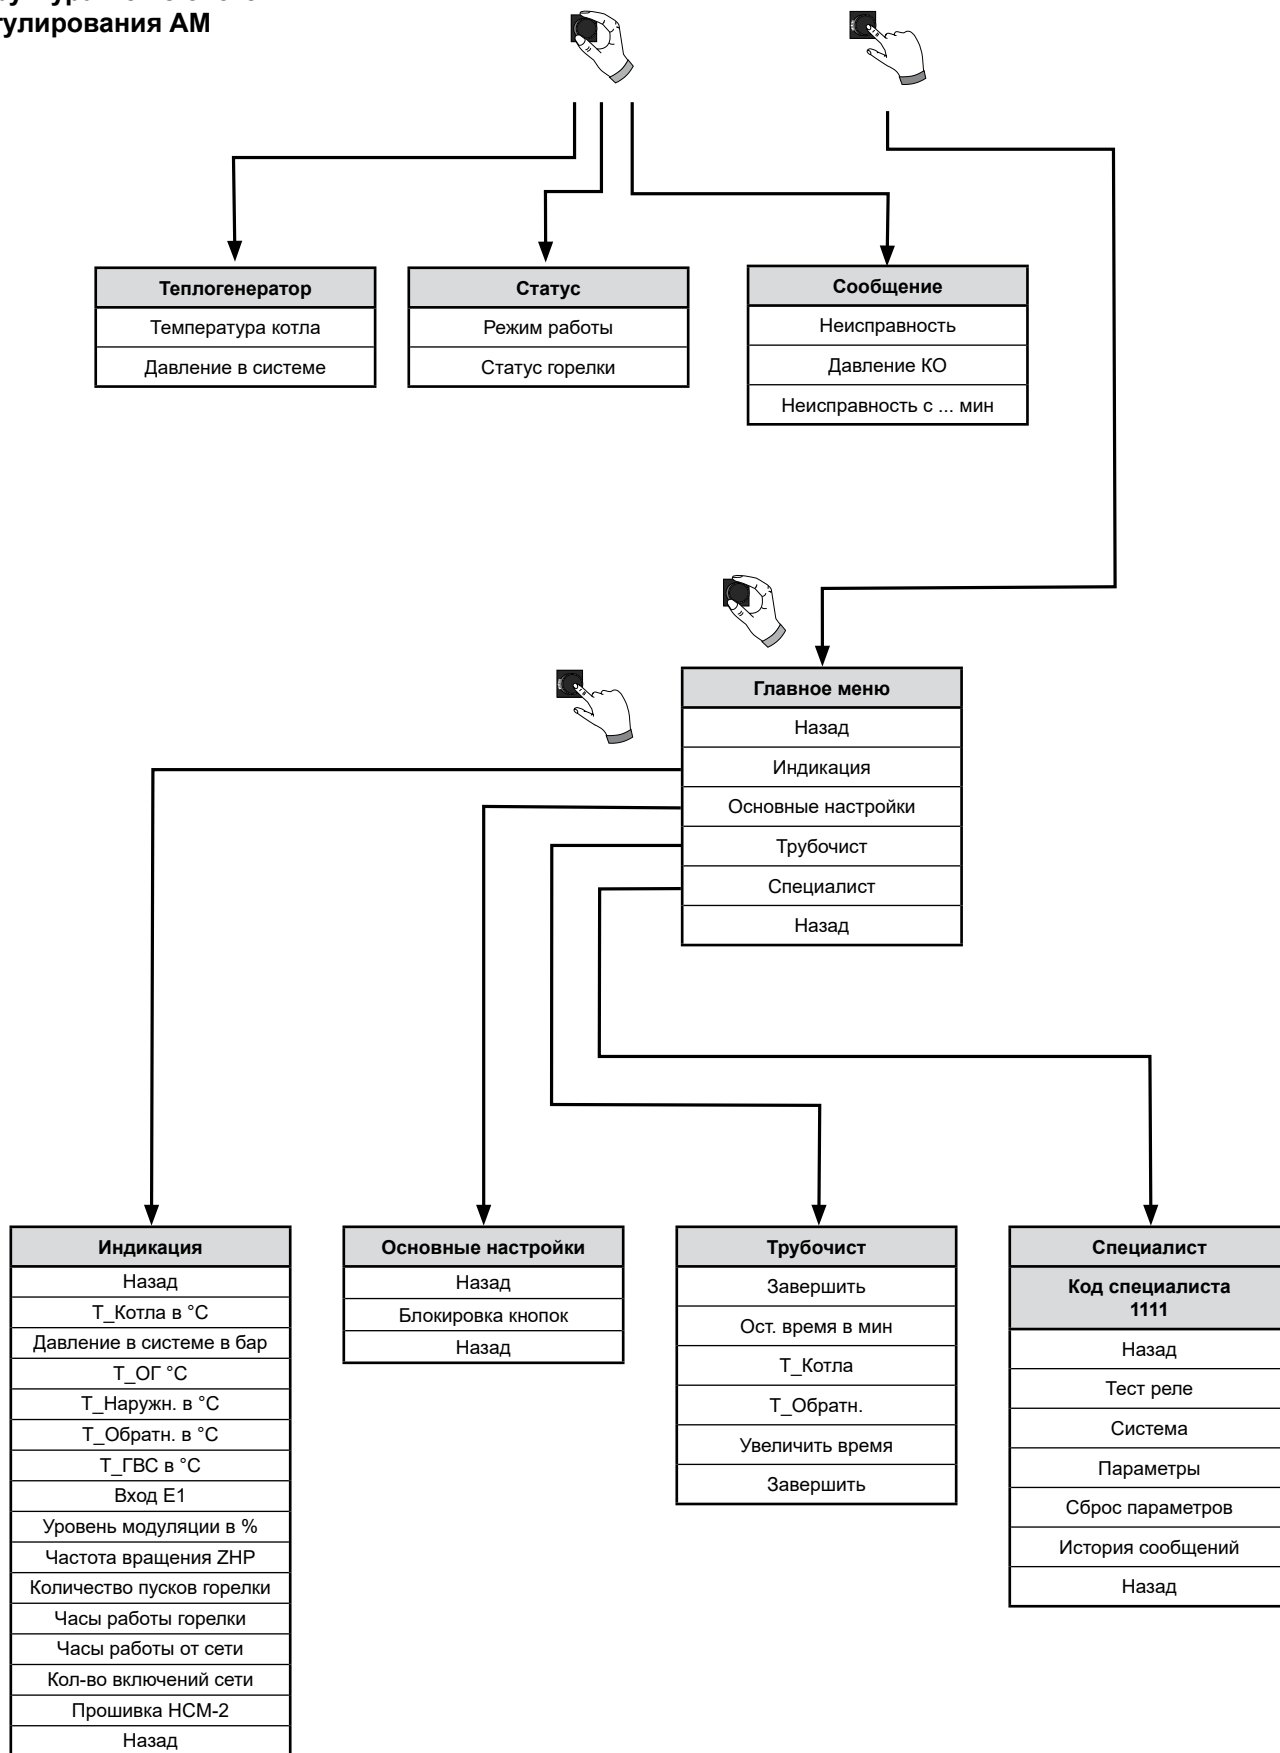 гулирования АМ
Теплогенератор
Температура котла
Давление в системе
Статус
Режим работы
Статус горелки
Сообщение
Неисправность
Давление КО
Неисправность с ... мин
Главное меню
Назад
Индикация
Основные настройки
Трубочист
Специалист
Назад
Индикация
Назад
Т_Котла в °C
Давление в системе в бар
Т_ОГ °C
Т_Наружн. в °C
Т_Обратн. в °C
Т_ГВС в °C
Вход E1
Уровень модуляции в %
Частота вращения ZHP
Количество пусков горелки
Часы работы горелки
Часы работы от сети
Кол-во включений сети
Прошивка HCM-2
Назад
Основные настройки
Назад
Блокировка кнопок
Назад
Трубочист
Завершить
Ост. время в мин
Т_Котла
Т_Обратн.
Увеличить время
Завершить
Специалист
Код специалиста
1111
Назад
Тест реле
Система
Параметры
Сброс параметров
История сообщений
Назад